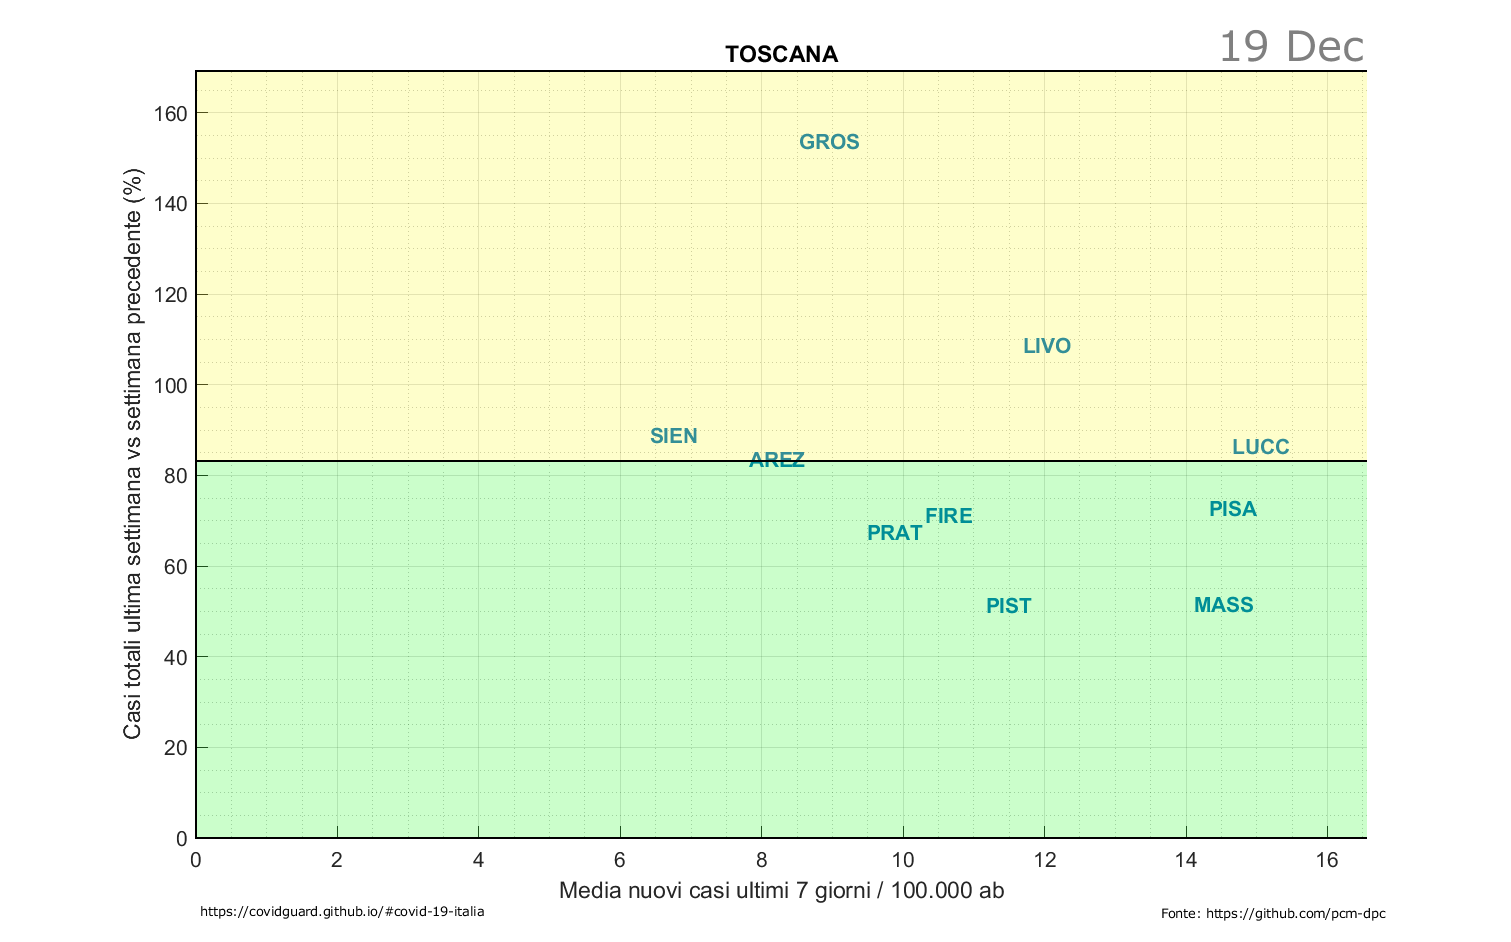 19 Dec
TOSCANA
Casi totali ultima settimana vs settimana precedente (%)
160
140
120
100
80
60
40
20
0
GROS
LIVO
SIEN
LUCC
AREZ
PISA
FIRE
PRAT
PIST
MASS
0 2 4 6 8 10 12 14 16
Media nuovi casi ultimi 7 giorni / 100.000 ab
https://covidguard.github.io/#covid-19-italia
Fonte: https://github.com/pcm-dpc